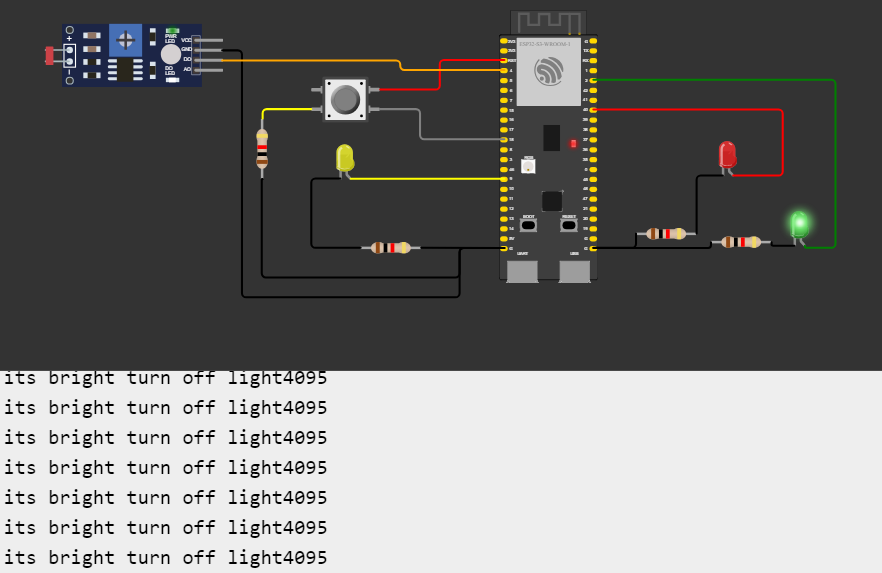 PWR
LED
VCC
GND
DO
AO
DO
LED
ESP32-S3-WROOM-1
RGB
BOOT
RESET
UART
USB
its bright turn off light4095
its bright turn off light4095
its bright turn off light4095
its bright turn off light4095
its bright turn off light4095
its bright turn off light4095
its bright turn off light4095